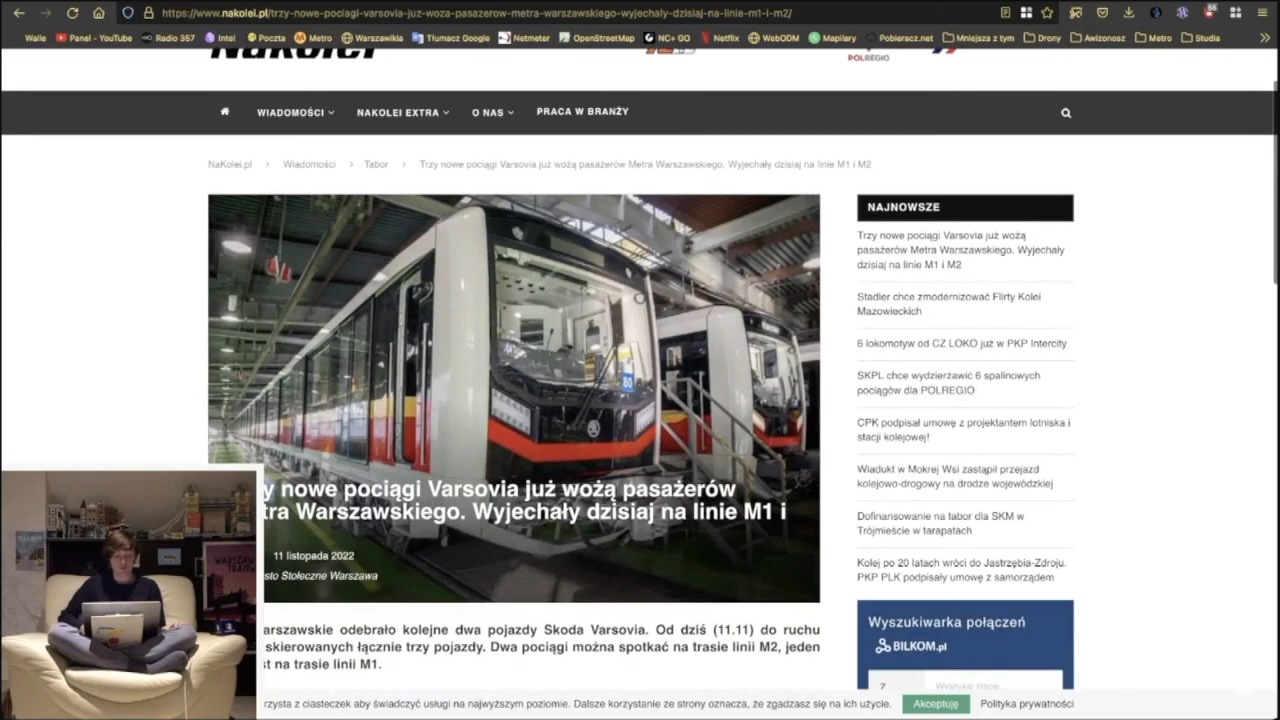 https://www.nakolei.pl/trzy-nowe-pociagi-varsovia-juz-woza-pasazerow-metra-warszawskiego-wyjechaly-dzisiaj-na-linie-m1-i-m2/
Walle
Panel - YouTube
Radio 357
Intel
Poczta
Metro
Warszawikia
Tłumacz Google
Netmeter
OpenStreetMap
NC+ GO
Netflix
WebODM
Mapilary
Pobieracz.net
Mniejsza z tym
Drony
Awizonosz
Metro
Studia
Nakolei
POLREGIO
WIADOMOŚCI
NAKOLEI EXTRA
O NAS
PRACA W BRANŻY
NaKolei.pl > Wiadomości > Tabor > Trzy nowe pociągi Varsovia już wożą pasażerów Metra Warszawskiego. Wyjechały dzisiaj na linie M1 i M2
80
y nowe pociągi Varsovia już wożą pasażerów
tra Warszawskiego. Wyjechały dzisiaj na linie M1 i
11 listopada 2022
sto Stołeczne Warszawa
arszawskie odebrało kolejne dwa pojazdy Skoda Varsovia. Od dziś (11.11) do ruchu
skierowanych łącznie trzy pojazdy. Dwa pociągi można spotkać na trasie linii M2, jeden
st na trasie linii M1.
NAJNOWSZE
Trzy nowe pociągi Varsovia już wożą
pasażerów Metra Warszawskiego. Wyjechały
dzisiaj na linie M1 i M2
Stadler chce zmodernizować Flirty Kolei
Mazowieckich
6 lokomotyw od CZ LOKO już w PKP Intercity
SKPL chce wydzierżawić 6 spalinowych
pociągów dla POLREGIO
CPK podpisał umowę z projektantem lotniska i
stacji kolejowej!
Wiadukt w Mokrej Wsi zastąpił przejazd
kolejowo-drogowy na drodze wojewódzkiej
Dofinansowanie na tabor dla SKM w
Trójmieście w tarapatach
Kolej po 20 latach wróci do Jastrzębia-Zdroju.
PKP PLK podpisały umowę z samorządem
Wyszukiwarka połączeń
BILKOM.pl
Z
Wyszukaj stację...
WARSZAW
rzysta z ciasteczek aby świadczyć usługi na najwyższym poziomie. Dalsze korzystanie ze strony oznacza, że zgadzasz się na ich użycie.
Akceptuję
Polityka prywatności